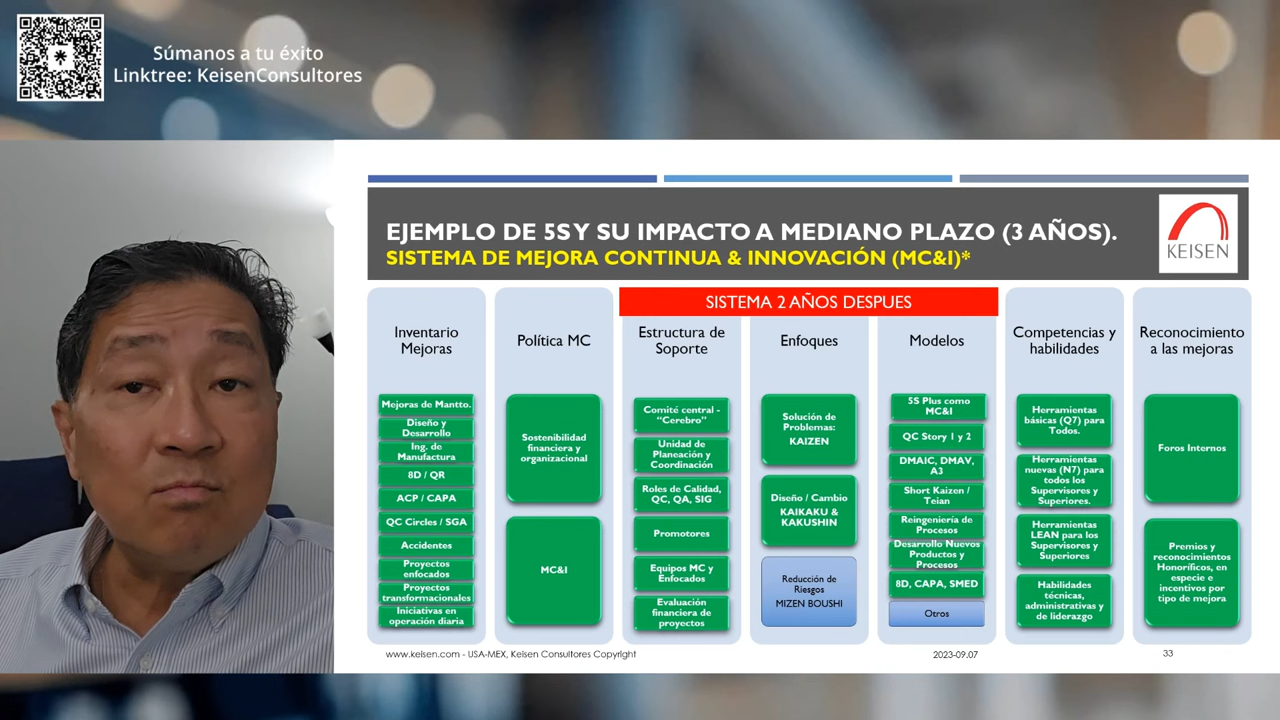 Súmanos a tu éxito
Linktree: KeisenConsultores
EJEMPLO DE 5S Y SU IMPACTO A MEDIANO PLAZO (3 AÑOS).
SISTEMA DE MEJORA CONTINUA & INNOVACIÓN (MC&I)*
KEISEN
SISTEMA 2 AÑOS DESPUES
Inventario
Mejoras
Mejoras de Mantto.
Diseño y
Desarrollo
Ing. de
Manufactura
8D / QR
ACP / CAPA
QC Circles / SGA
Accidentes
Proyectos
enfocados
Proyectos
transformacionales
Iniciativas en
operación diaria
Política MC
Sostenibilidad
financiera y
organizacional
MC&I
Estructura de
Soporte
Comité central -
“Cerebro”
Unidad de
Planeación y
Coordinación
Roles de Calidad,
QC, QA, SIG
Promotores
Equipos MC y
Enfocados
Evaluación
financiera de
proyectos
Enfoques
Solución de
Problemas:
KAIZEN
Diseño / Cambio
KAIKAKU &
KAKUSHIN
Reducción de
Riesgos
MIZEN BOUSHI
Modelos
5S Plus como
MC&I
QC Story 1 y 2
DMAIC, DMAV,
A3
Short Kaizen /
Teian
Reingeniería de
Procesos
Desarrollo Nuevos
Productos y
Procesos
8D, CAPA, SMED
Otros
Competencias y
habilidades
Herramientas
básicas (Q7) para
Todos.
Herramientas
nuevas (N7) para
todos los
Supervisores y
Superiores.
Herramientas
LEAN para los
Supervisores y
Superiores
Habilidades
técnicas,
administrativas y
de liderazgo
Reconocimiento
a las mejoras
Foros Internos
Premios y
reconocimientos
Honoríficos, en
especie e
incentivos por
tipo de mejora
www.keisen.com - USA-MEX, Keisen Consultores Copyright
2023-09.07
33